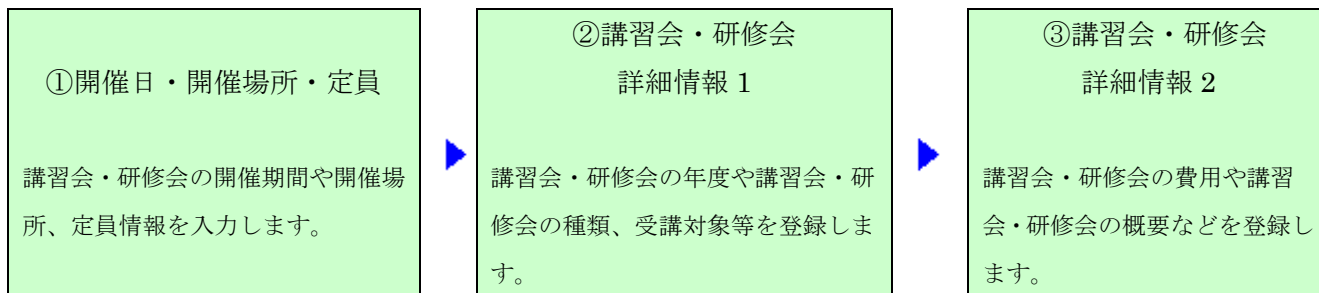 ①開催日・開催場所・定員
講習会・研修会の開催期間や開催場
所、定員情報を入力します。
②講習会・研修会
詳細情報 1
講習会・研修会の年度や講習会・研
修会の種類、受講対象等を登録しま
す。
③講習会・研修会
詳細情報 2
講習会・研修会の費用や講習
会・研修会の概要などを登録し
ます。